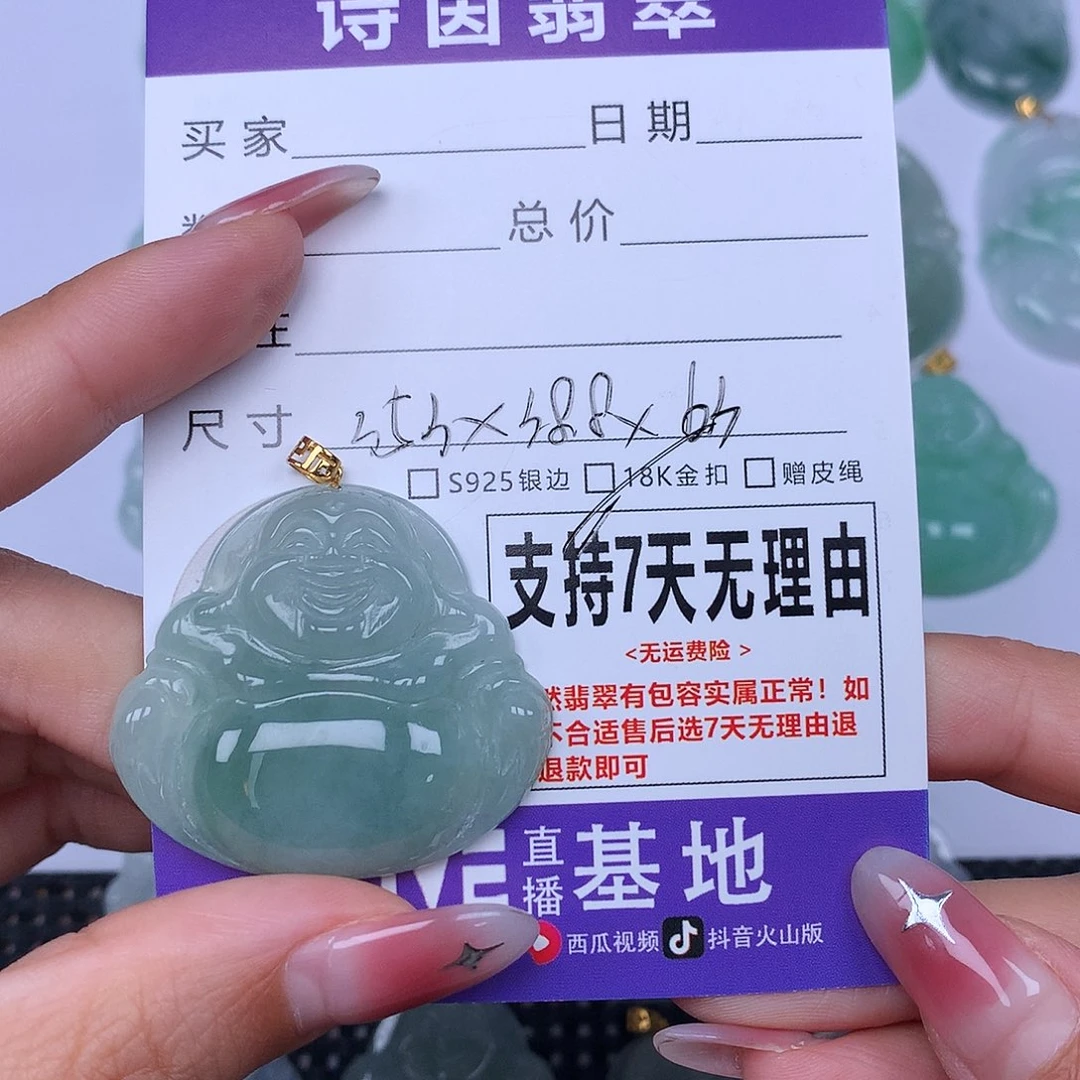 诗因翡翠
买家 日期
总价
尺寸
S925银边 18K金扣 赠皮绳
支持7天无理由
<无运费险 >
然翡翠有包容实属正常！如
不合适售后选7天无理由退
退款即可
直播基地
西瓜视频 抖音火山版